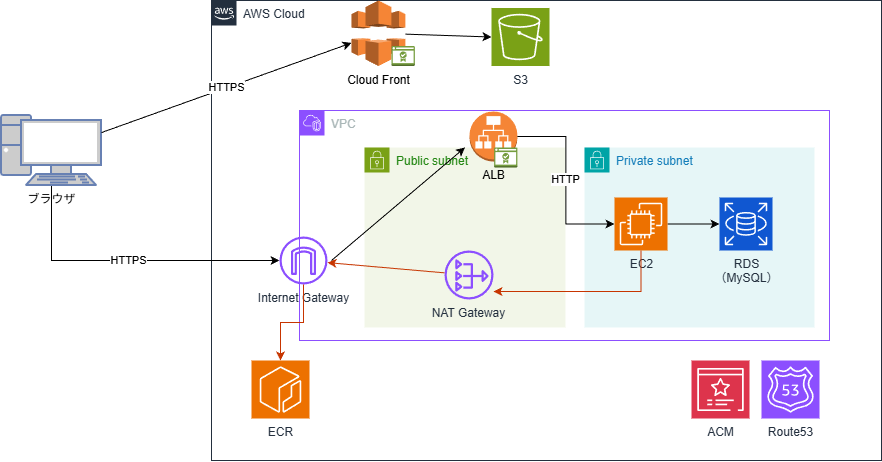 aws
AWS Cloud
Cloud Front
S3
HTTPS
VPC
ブラウザ
Public subnet
ALB
Private subnet
HTTP
HTTPS
EC2
RDS
(MySQL)
Internet Gateway
NAT Gateway
ECR
53
ACM
Route53